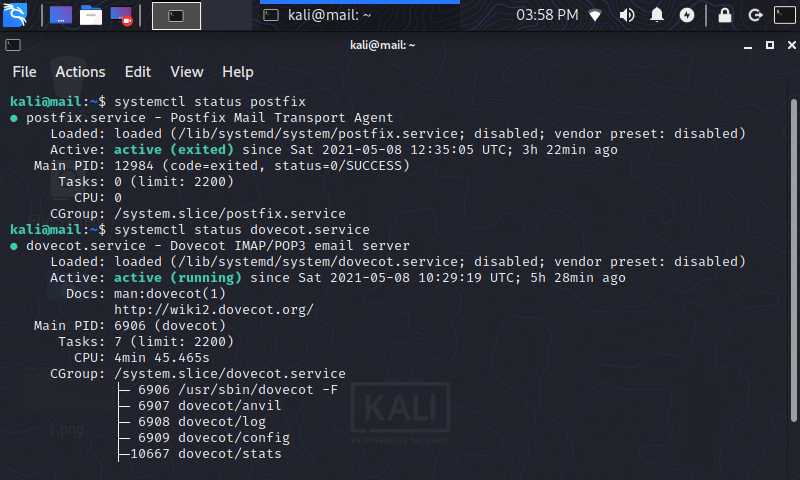 kali@mail: ~
03:58 PM
kali@mail: ~
File Actions Edit View Help
kali@mail:~$ systemctl status postfix
● postfix.service - Postfix Mail Transport Agent
Loaded: loaded (/lib/systemd/system/postfix.service; disabled; vendor preset: disabled)
Active: active (exited) since Sat 2021-05-08 12:35:05 UTC; 3h 22min ago
Main PID: 12984 (code=exited, status=0/SUCCESS)
Tasks: 0 (limit: 2200)
CPU: 0
CGroup: /system.slice/postfix.service
kali@mail:~$ systemctl status dovecot.service
● dovecot.service - Dovecot IMAP/POP3 email server
Loaded: loaded (/lib/systemd/system/dovecot.service; disabled; vendor preset: disabled)
Active: active (running) since Sat 2021-05-08 10:29:19 UTC; 5h 28min ago
Docs: man:dovecot(1)
http://wiki2.dovecot.org/
Main PID: 6906 (dovecot)
Tasks: 7 (limit: 2200)
CPU: 4min 45.465s
CGroup: /system.slice/dovecot.service
├─ 6906 /usr/sbin/dovecot -F
├─ 6907 dovecot/anvil
├─ 6908 dovecot/log
├─ 6909 dovecot/config
├─10667 dovecot/stats
KALI
BY OFFENSIVE SECURITY
1.png